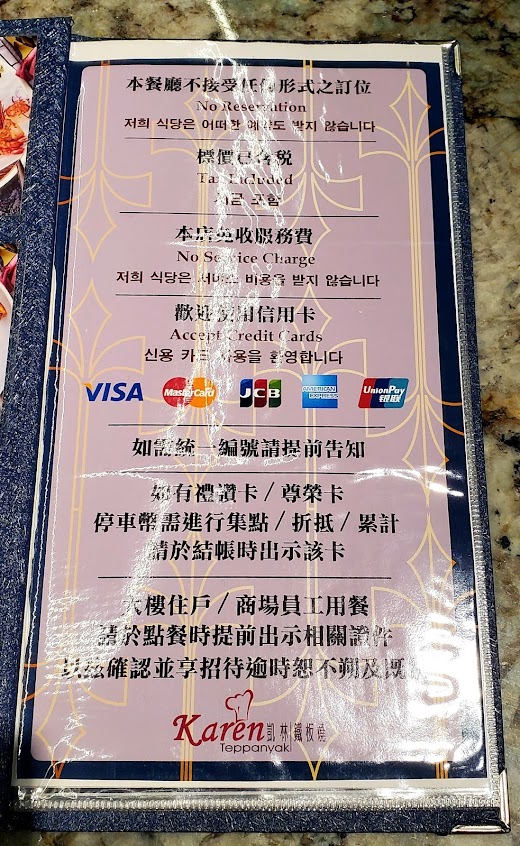 本餐廳不接受任何形式之訂位
No Reservation
저희 식당은 어떠한 예약도 받지 않습니다
標價已含稅
Tax Included
세금 포함
本店免收服務費
No Service Charge
저희 식당은 서비스 비용을 받지 않습니다
歡迎使用信用卡
Accept Credit Cards
신용 카드 사용을 환영합니다
VISA MasterCard JCB AMERICAN EXPRESS UnionPay 银联
如需統一編號請提前告知
如有禮讚卡/尊榮卡
停車幣需進行集點/折抵/累計
請於結帳時出示該卡
大樓住戶/商場員工用餐
請於點餐時提前出示相關證件
以茲確認並享招待逾時恕不朔及
Karen 凱林鐵板燒
Teppanyaki